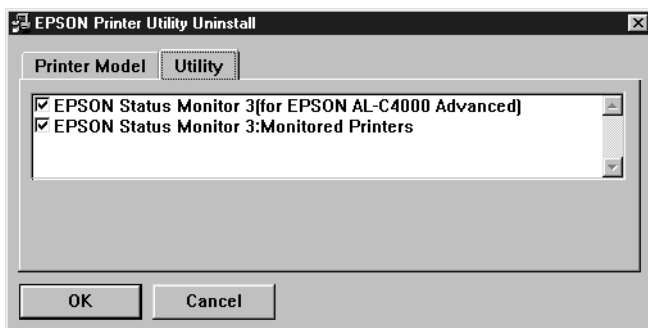 EPSON Printer Utility Uninstall
Printer Model Utility
EPSON Status Monitor 3(for EPSON AL-C4000 Advanced)
EPSON Status Monitor 3:Monitored Printers
OK Cancel